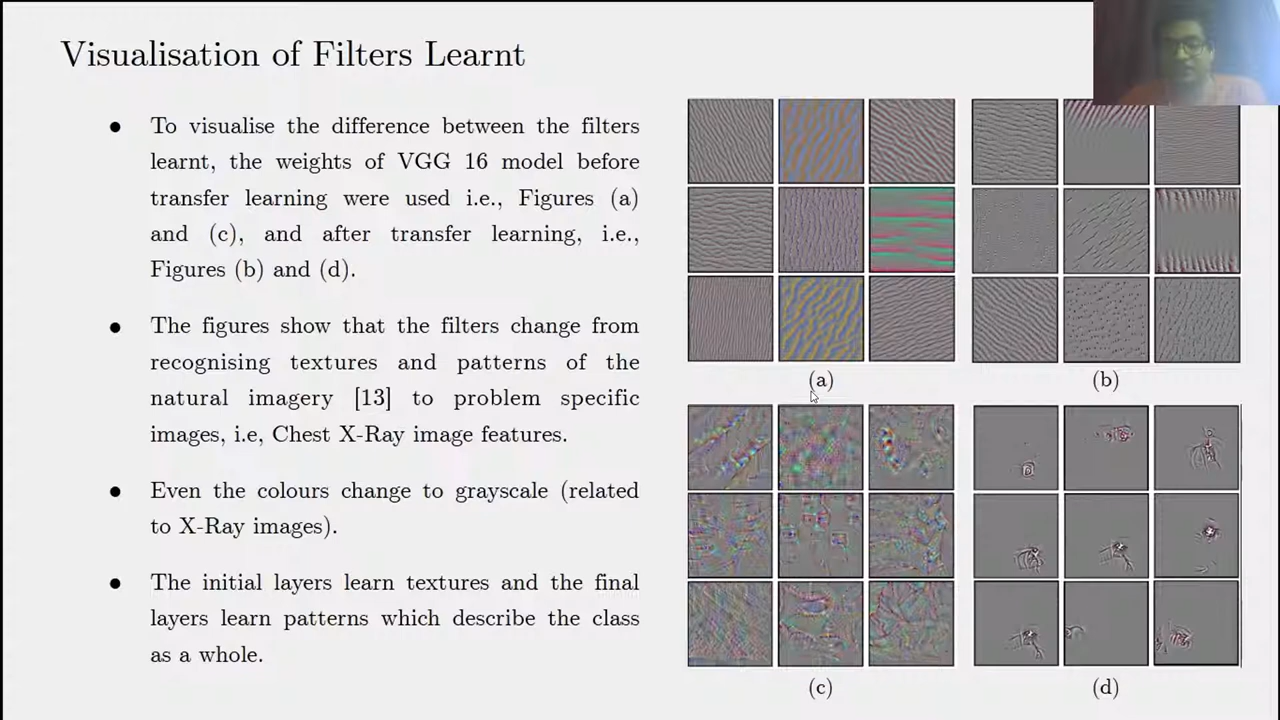 Visualisation of Filters Learnt
● To visualise the difference between the filters
learnt, the weights of VGG 16 model before
transfer learning were used i.e., Figures (a)
and (c), and after transfer learning, i.e.,
Figures (b) and (d).
● The figures show that the filters change from
recognising textures and patterns of the
natural imagery [13] to problem specific
images, i.e, Chest X-Ray image features.
● Even the colours change to grayscale (related
to X-Ray images).
● The initial layers learn textures and the final
layers learn patterns which describe the class
as a whole.
(a)
(b)
(c)
(d)